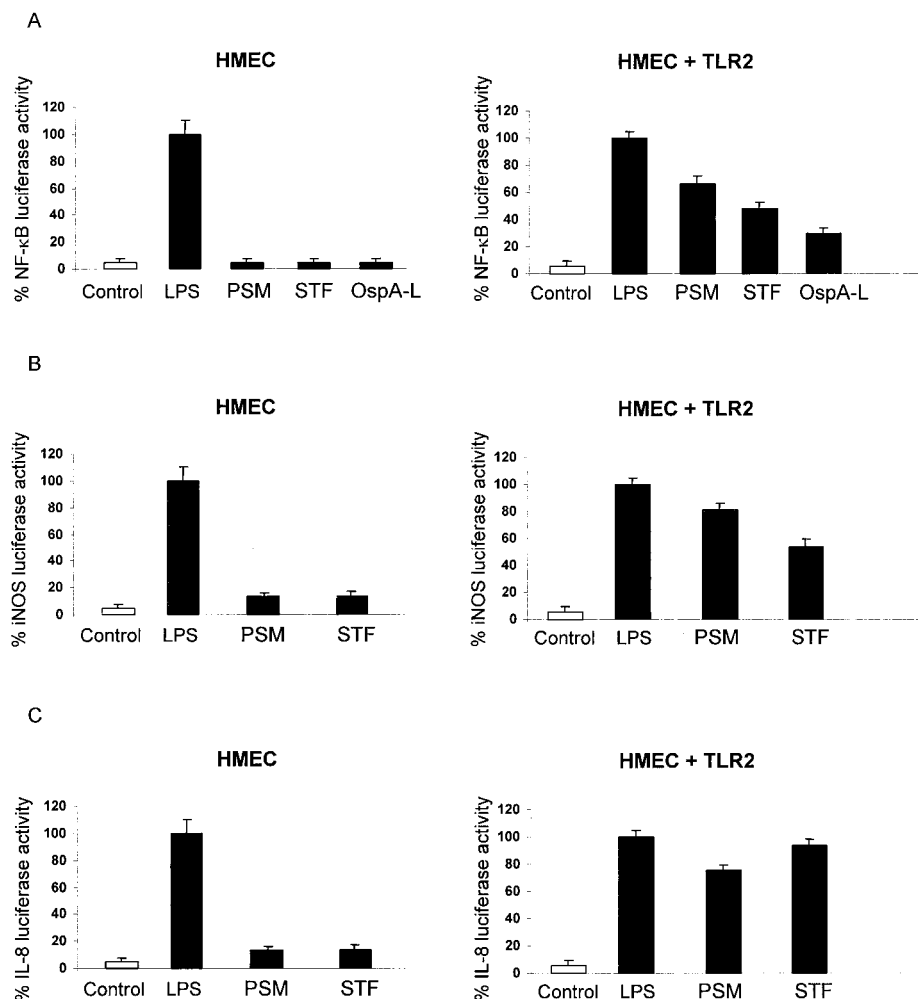 A
HMEC
% NF-κB luciferase activity
120
100
80
60
40
20
0
Control LPS PSM STF OspA-L
HMEC + TLR2
% NF-κB luciferase activity
120
100
80
60
40
20
0
Control LPS PSM STF OspA-L
B
HMEC
% iNOS luciferase activity
120
100
80
60
40
20
0
Control LPS PSM STF
HMEC + TLR2
% iNOS luciferase activity
120
100
80
60
40
20
0
Control LPS PSM STF
C
HMEC
% IL-8 luciferase activity
120
100
80
60
40
20
0
Control LPS PSM STF
HMEC + TLR2
% IL-8 luciferase activity
120
100
80
60
40
20
0
Control LPS PSM STF